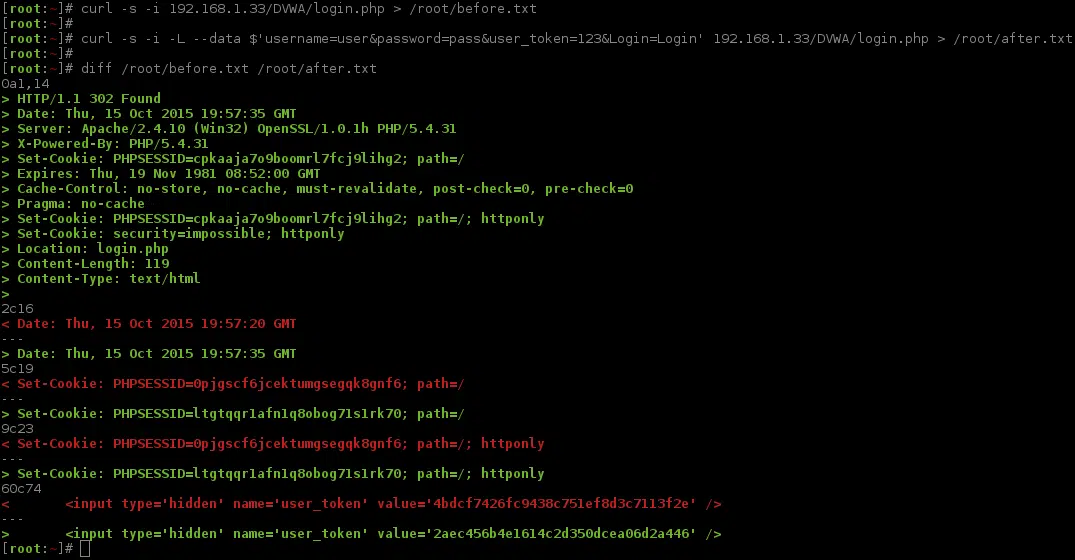 [root:~]# curl -s -i 192.168.1.33/DVWA/login.php > /root/before.txt
[root:~]#
[root:~]# curl -s -i -L --data $'username=user&password=pass&user_token=123&Login=Login' 192.168.1.33/DVWA/login.php > /root/after.txt
[root:~]#
[root:~]# diff /root/before.txt /root/after.txt
0a1,14
> HTTP/1.1 302 Found
> Date: Thu, 15 Oct 2015 19:57:35 GMT
> Server: Apache/2.4.10 (Win32) OpenSSL/1.0.1h PHP/5.4.31
> X-Powered-By: PHP/5.4.31
> Set-Cookie: PHPSESSID=cpkaaja7o9boomrl7fcj9lihg2; path=/
> Expires: Thu, 19 Nov 1981 08:52:00 GMT
> Cache-Control: no-store, no-cache, must-revalidate, post-check=0, pre-check=0
> Pragma: no-cache
> Set-Cookie: PHPSESSID=cpkaaja7o9boomrl7fcj9lihg2; path=/; httponly
> Set-Cookie: security=impossible; httponly
> Location: login.php
> Content-Length: 119
> Content-Type: text/html
>
2c16
< Date: Thu, 15 Oct 2015 19:57:20 GMT
---
> Date: Thu, 15 Oct 2015 19:57:35 GMT
5c19
< Set-Cookie: PHPSESSID=0pjgscf6jcektumgsegqk8gnf6; path=/
---
> Set-Cookie: PHPSESSID=ltgtqqr1afn1q8obog71s1rk70; path=/
9c23
< Set-Cookie: PHPSESSID=0pjgscf6jcektumgsegqk8gnf6; path=/; httponly
---
> Set-Cookie: PHPSESSID=ltgtqqr1afn1q8obog71s1rk70; path=/; httponly
60c74
<       <input type='hidden' name='user_token' value='4bdcf7426fc9438c751ef8d3c7113f2e' />
---
>       <input type='hidden' name='user_token' value='2aec456b4e1614c2d350dcea06d2a446' />
[root:~]#